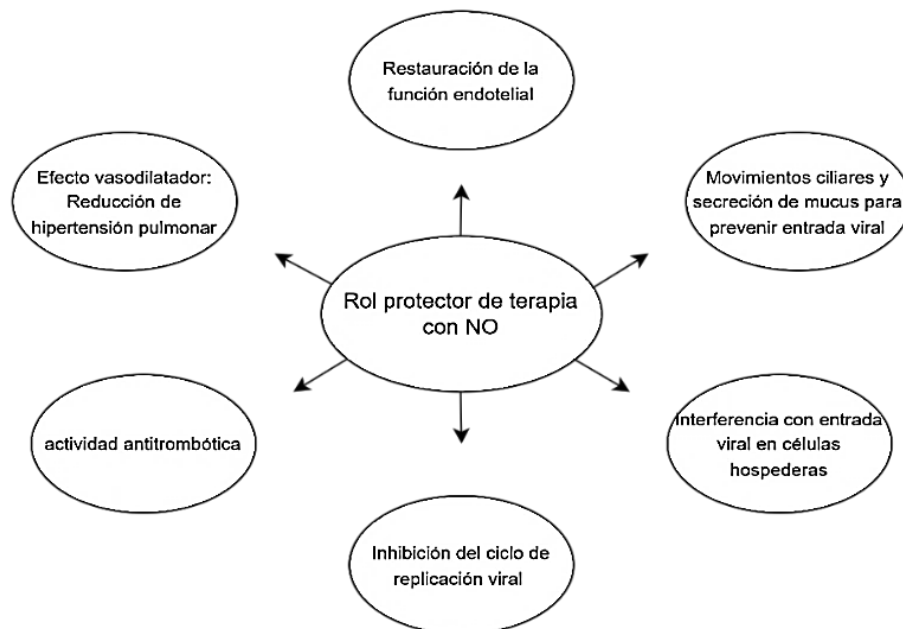 Restauración de la
función endotelial
Efecto vasodilatador:
Reducción de
hipertensión pulmonar
Movimientos ciliares y
secreción de mucus para
prevenir entrada viral
Rol protector de terapia
con NO
actividad antitrombótica
Interferencia con entrada
viral en células
hospederas
Inhibición del ciclo de
replicación viral